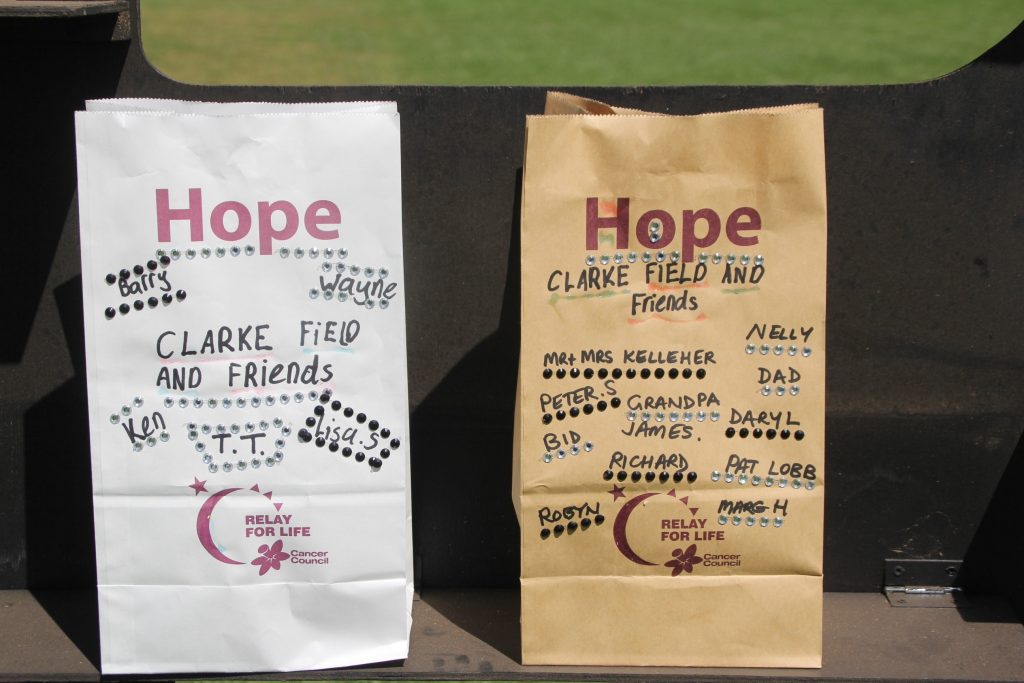 Hope
Barry
Wayne
CLARKE FiELD
AND FRiends
Ken
T.T.
Lisa.S
RELAY
FOR LIFE
Cancer
Council
Hope
CLARKE FiELD AND
Friends
NELLY
MR+MRS KELLEHER
DAD
PETER.S
GRANDPA
JAMES.
DARYL
BID
RICHARD
PAT LOBB
ROBYN
MARG H
RELAY
FOR LIFE
Cancer
Council